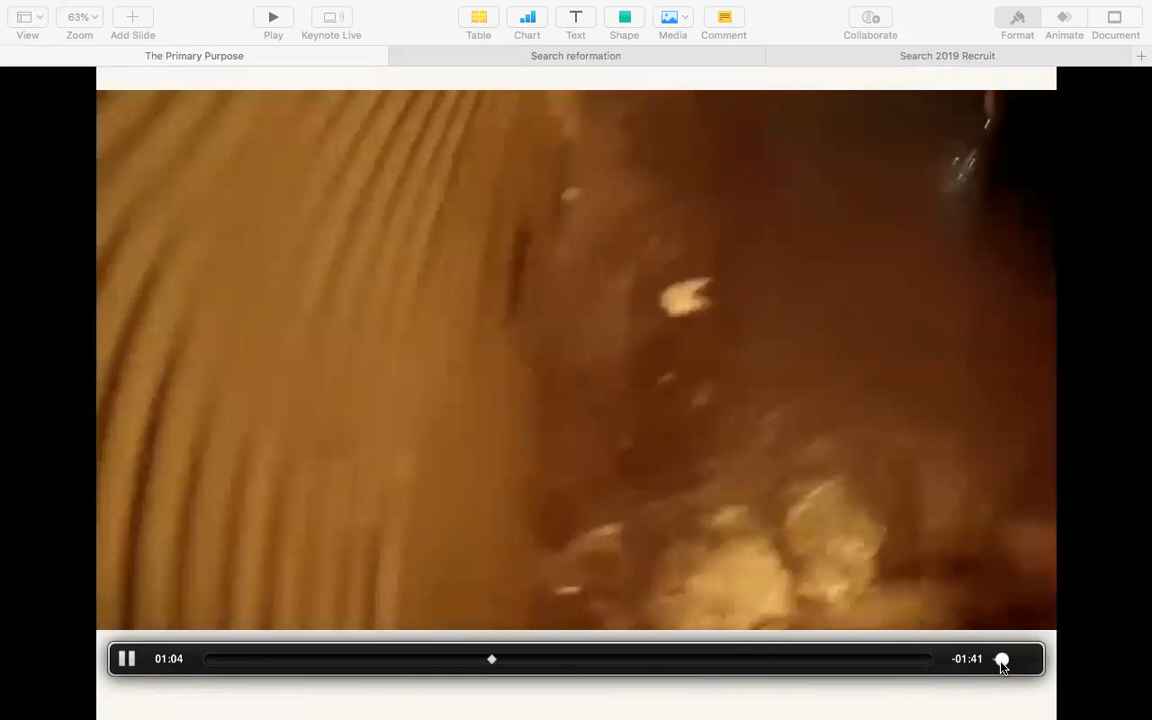 63%
View Zoom Add Slide Play Keynote Live Table Chart Text Shape Media Comment Collaborate Format Animate Document
The Primary Purpose Search reformation Search 2019 Recruit
01:04 -01:41